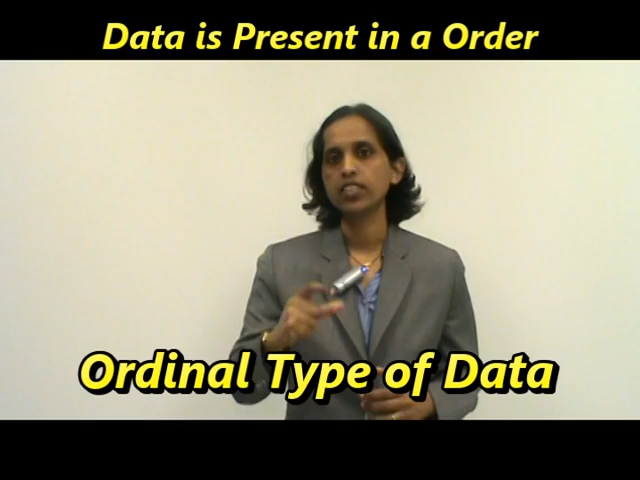 Data is Present in a Order
Ordinal Type of Data